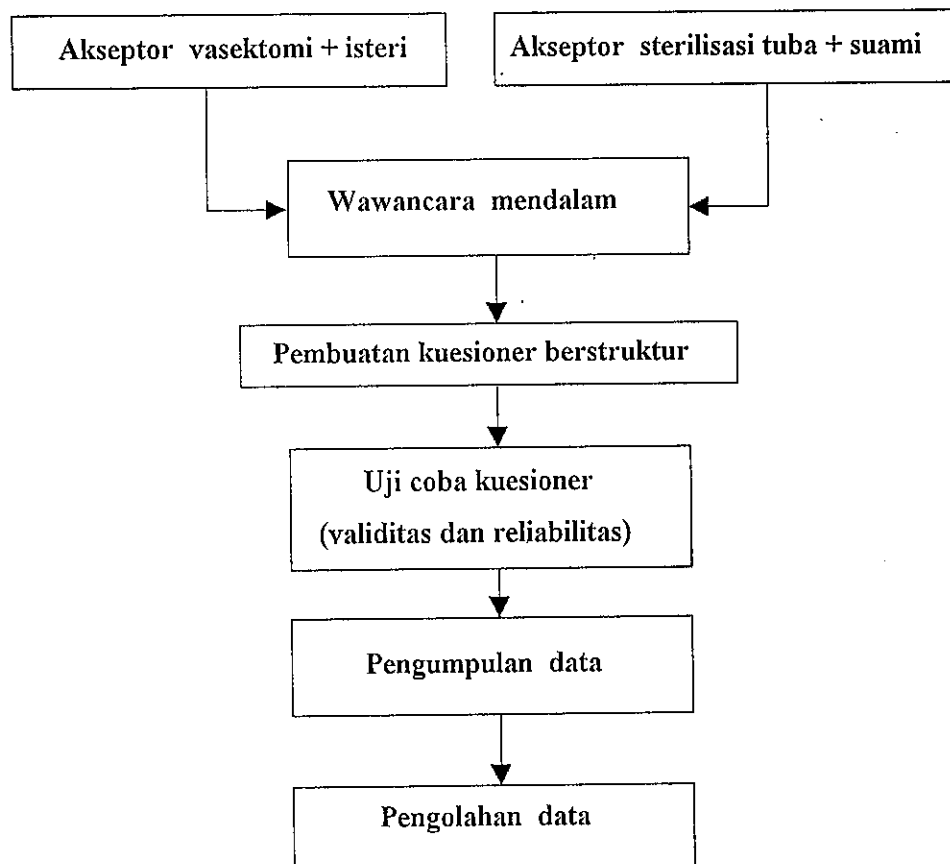 Akseptor vasektomi + isteri
Akseptor sterilisasi tuba + suami
Wawancara mendalam
Pembuatan kuesioner berstruktur
Uji coba kuesioner
(validitas dan reliabilitas)
Pengumpulan data
Pengolahan data